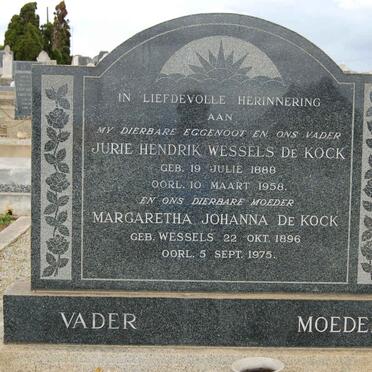 IN LIEFDEVOLLE HERINNERING
AAN
MY DIERBARE EGGENOOT EN ONS VADER
JURIE HENDRIK WESSELS DE KOCK
GEB. 19 JULIE 1888
OORL. 10 MAART 1958.
EN ONS DIERBARE MOEDER
MARGARETHA JOHANNA DE KOCK
GEB. WESSELS 22 OKT. 1896
OORL. 5 SEPT. 1975.
VADER MOEDE